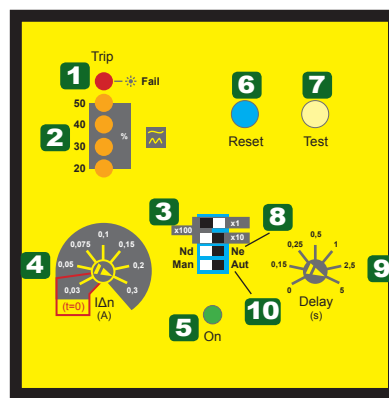 Trip
1
Fail
6
7
50
40
2
%
30
20
Reset
Test
3
x1
8
x100
x10
0,1
0,075
0,15
Nd
Ne
0,5
0,25
1
4
0,05
0,2
Man
Aut
0,15
2,5
9
0,03
0,3
0
5
(t=0)
IΔn
(A)
10
Delay
(s)
5
On